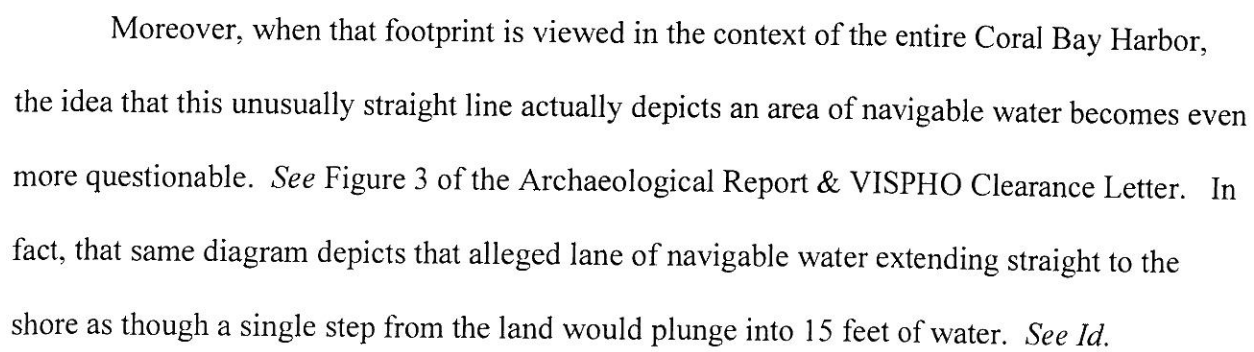 Moreover, when that footprint is viewed in the context of the entire Coral Bay Harbor,
the idea that this unusually straight line actually depicts an area of navigable water becomes even
more questionable. See Figure 3 of the Archaeological Report & VISPHO Clearance Letter. In
fact, that same diagram depicts that alleged lane of navigable water extending straight to the
shore as though a single step from the land would plunge into 15 feet of water. See Id.